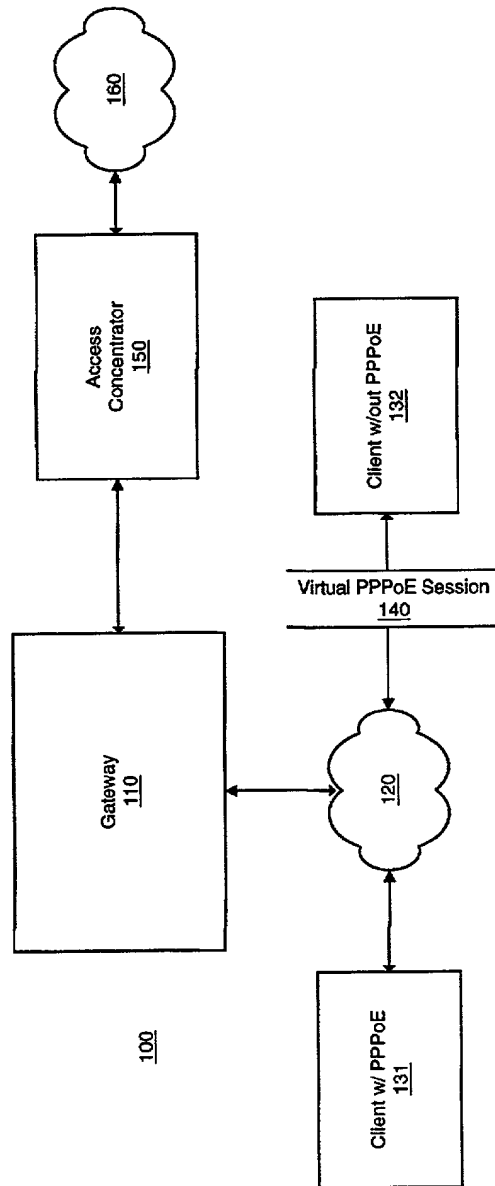 160
Access
Concentrator
150
Gateway
110
Client w/out PPPoE
132
Virtual PPPoE Session
140
120
100
Client w/ PPPoE
131